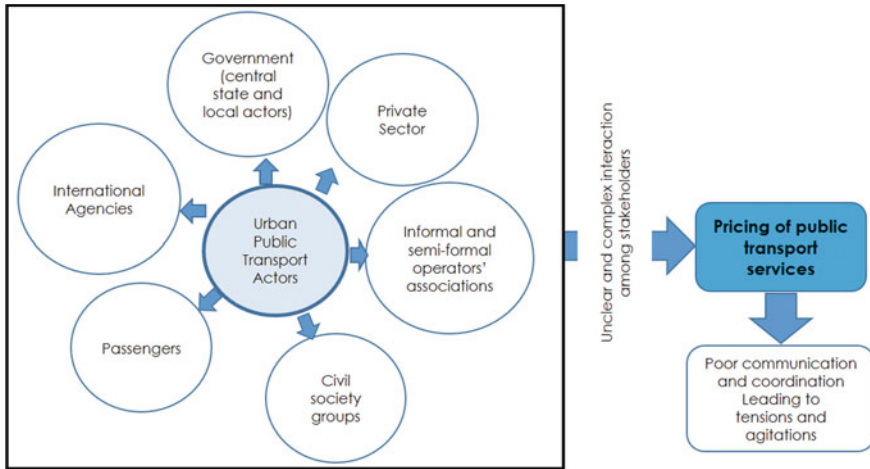 Government
(central
state and
local actors)
Private
Sector
International
Agencies
Urban
Public
Transport
Actors
Informal and
semi-formal
operators'
associations
Passengers
Civil
society
groups
Unclear and complex interaction
among stakeholders
Pricing of public
transport
services
Poor communication
and coordination
Leading to
tensions and
agitations